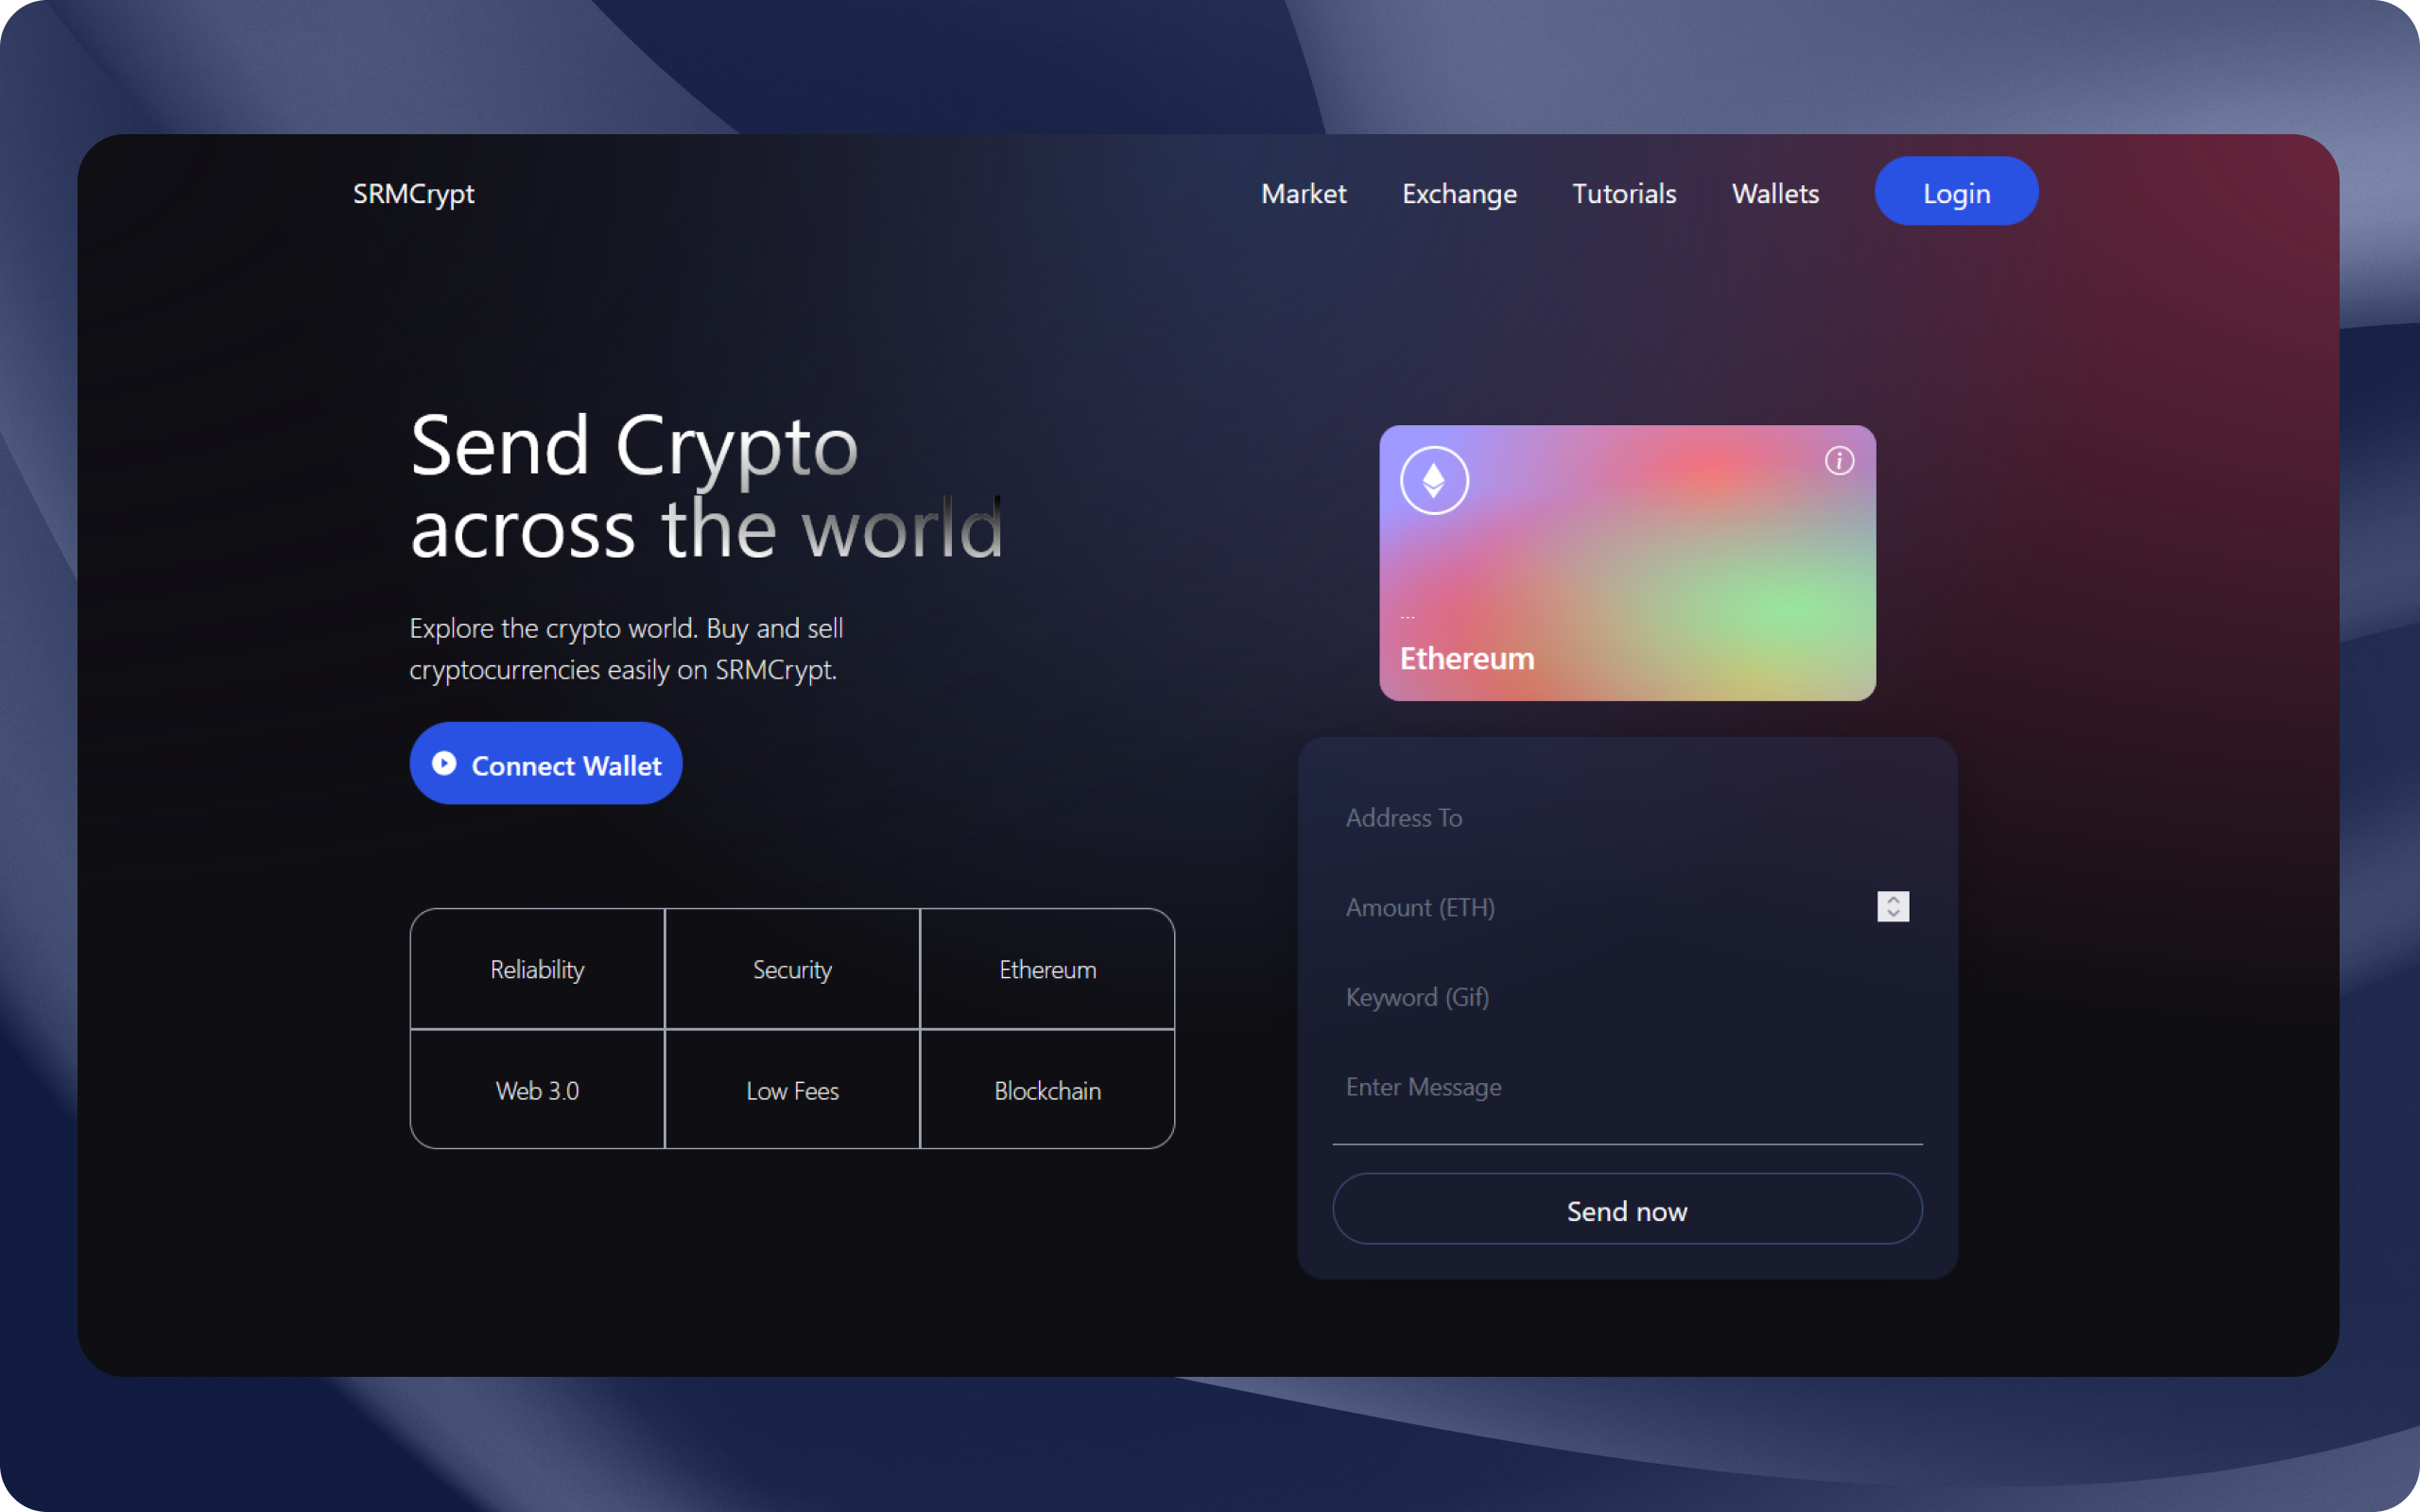 SRMCrypt
Market
Exchange
Tutorials
Wallets
Login
Send Crypto
across the world
Explore the crypto world. Buy and sell
cryptocurrencies easily on SRMCrypt.
Connect Wallet
Reliability
Security
Ethereum
Web 3.0
Low Fees
Blockchain
...
Ethereum
Address To
Amount (ETH)
Keyword (Gif)
Enter Message
Send now